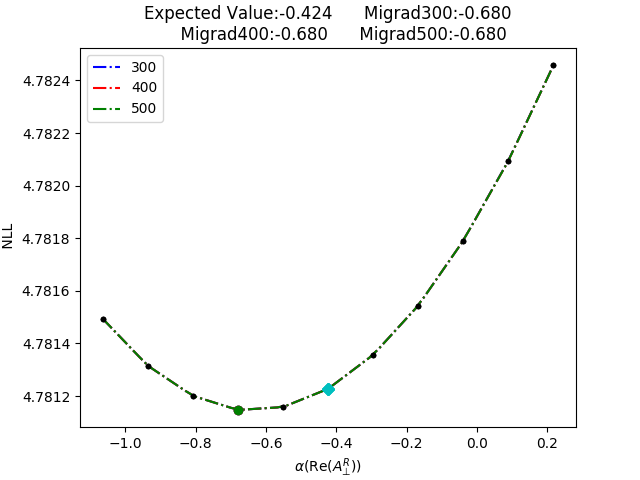 Expected Value:-0.424 Migrad300:-0.680
Migrad400:-0.680 Migrad500:-0.680
300
400
500
4.7824
4.7822
4.7820
4.7818
4.7816
4.7814
4.7812
NLL
−1.0 −0.8 −0.6 −0.4 −0.2 0.0 0.2
α(Re(A_⊥^R))